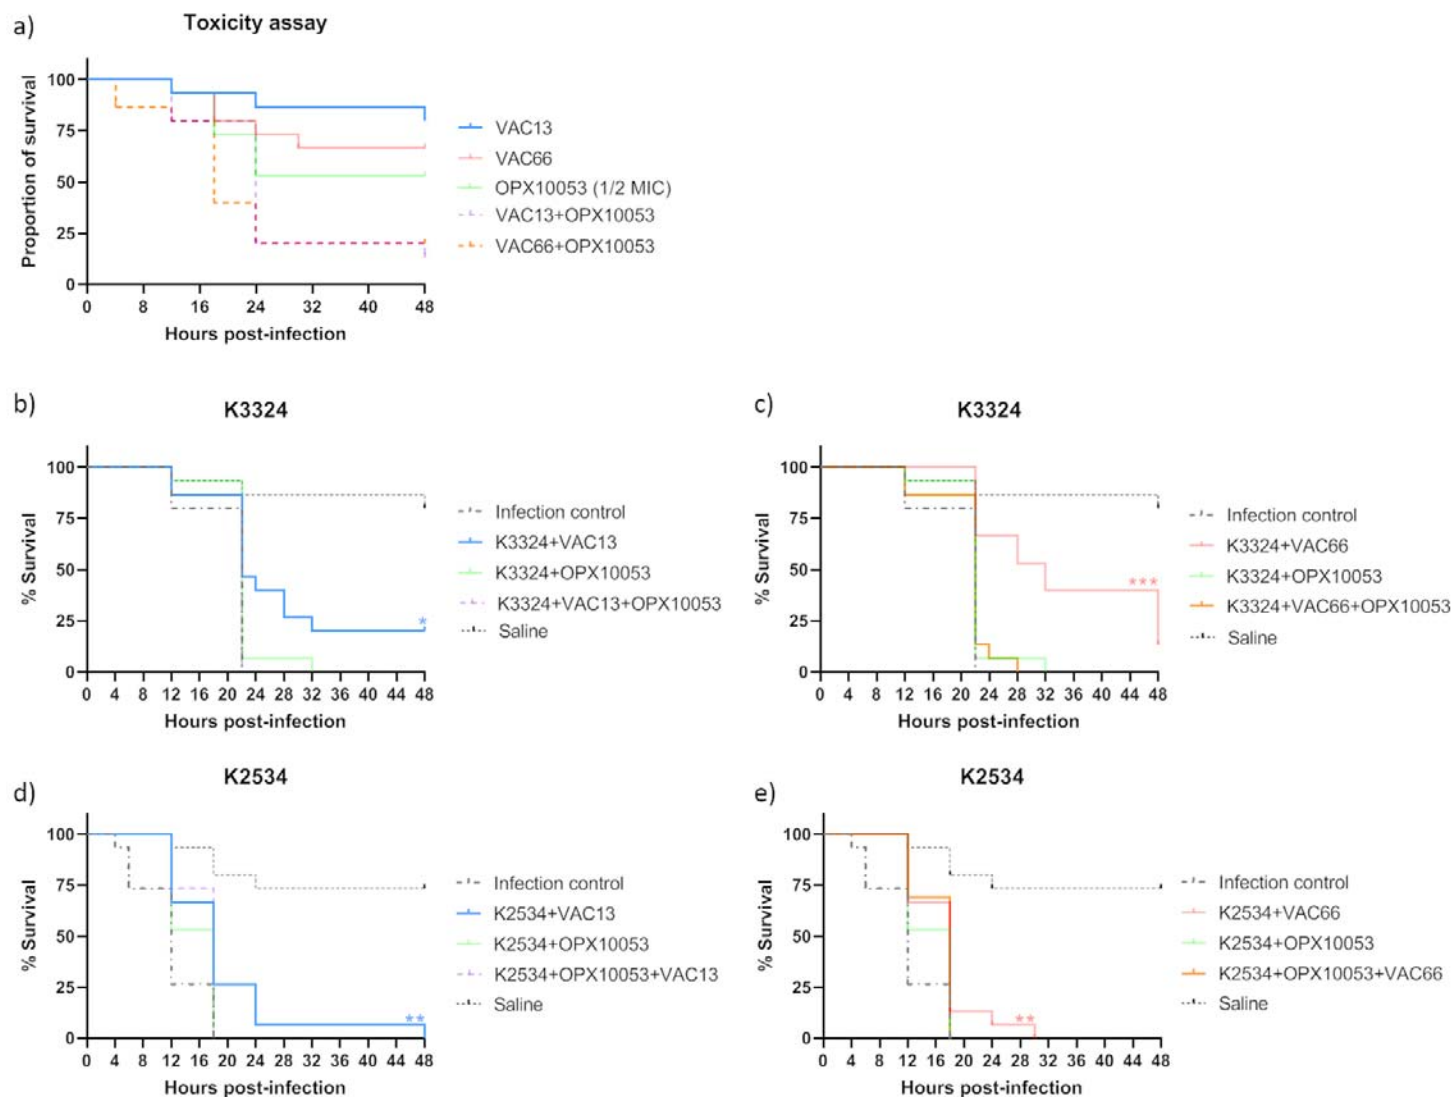 a)
Toxicity assay
Proportion of survival
100
75
50
25
0
0 8 16 24 32 40 48
Hours post-infection
VAC13
VAC66
OPX10053 (1/2 MIC)
VAC13+OPX10053
VAC66+OPX10053
b)
K3324
% Survival
100
75
50
25
0
0 4 8 12 16 20 24 28 32 36 40 44 48
Hours post-infection
*
Infection control
K3324+VAC13
K3324+OPX10053
K3324+VAC13+OPX10053
Saline
c)
K3324
% Survival
100
75
50
25
0
0 4 8 12 16 20 24 28 32 36 40 44 48
Hours post-infection
***
Infection control
K3324+VAC66
K3324+OPX10053
K3324+VAC66+OPX10053
Saline
d)
K2534
% Survival
100
75
50
25
0
0 4 8 12 16 20 24 28 32 36 40 44 48
Hours post-infection
**
Infection control
K2534+VAC13
K2534+OPX10053
K2534+OPX10053+VAC13
Saline
e)
K2534
% Survival
100
75
50
25
0
0 4 8 12 16 20 24 28 32 36 40 44 48
Hours post-infection
**
Infection control
K2534+VAC66
K2534+OPX10053
K2534+OPX10053+VAC66
Saline